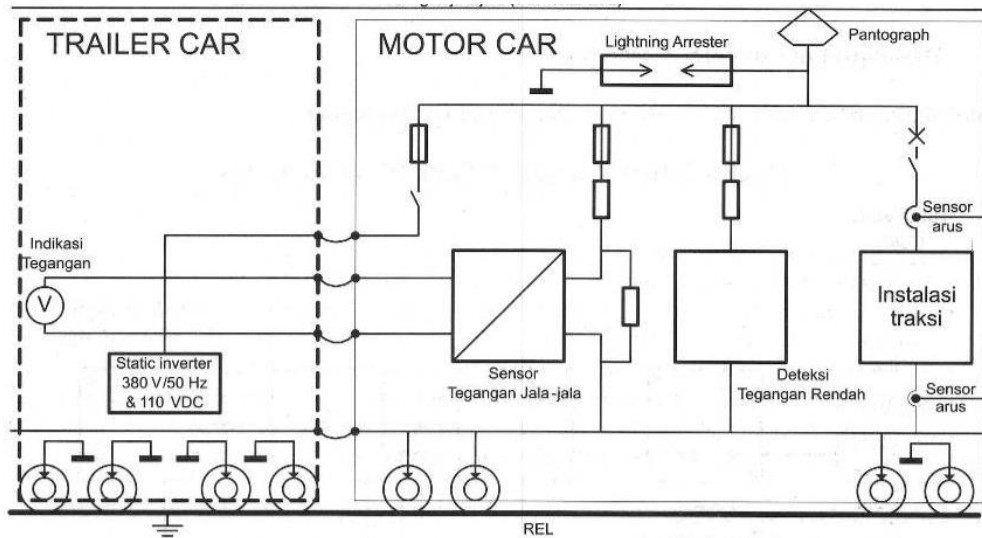 TRAILER CAR
MOTOR CAR
Lightning Arrester
Pantograph
Indikasi
Tegangan
V
Static inverter
380 V/50 Hz
& 110 VDC
Sensor
Tegangan Jala-jala
Deteksi
Tegangan Rendah
Sensor
arus
Instalasi
traksi
Sensor
arus
REL